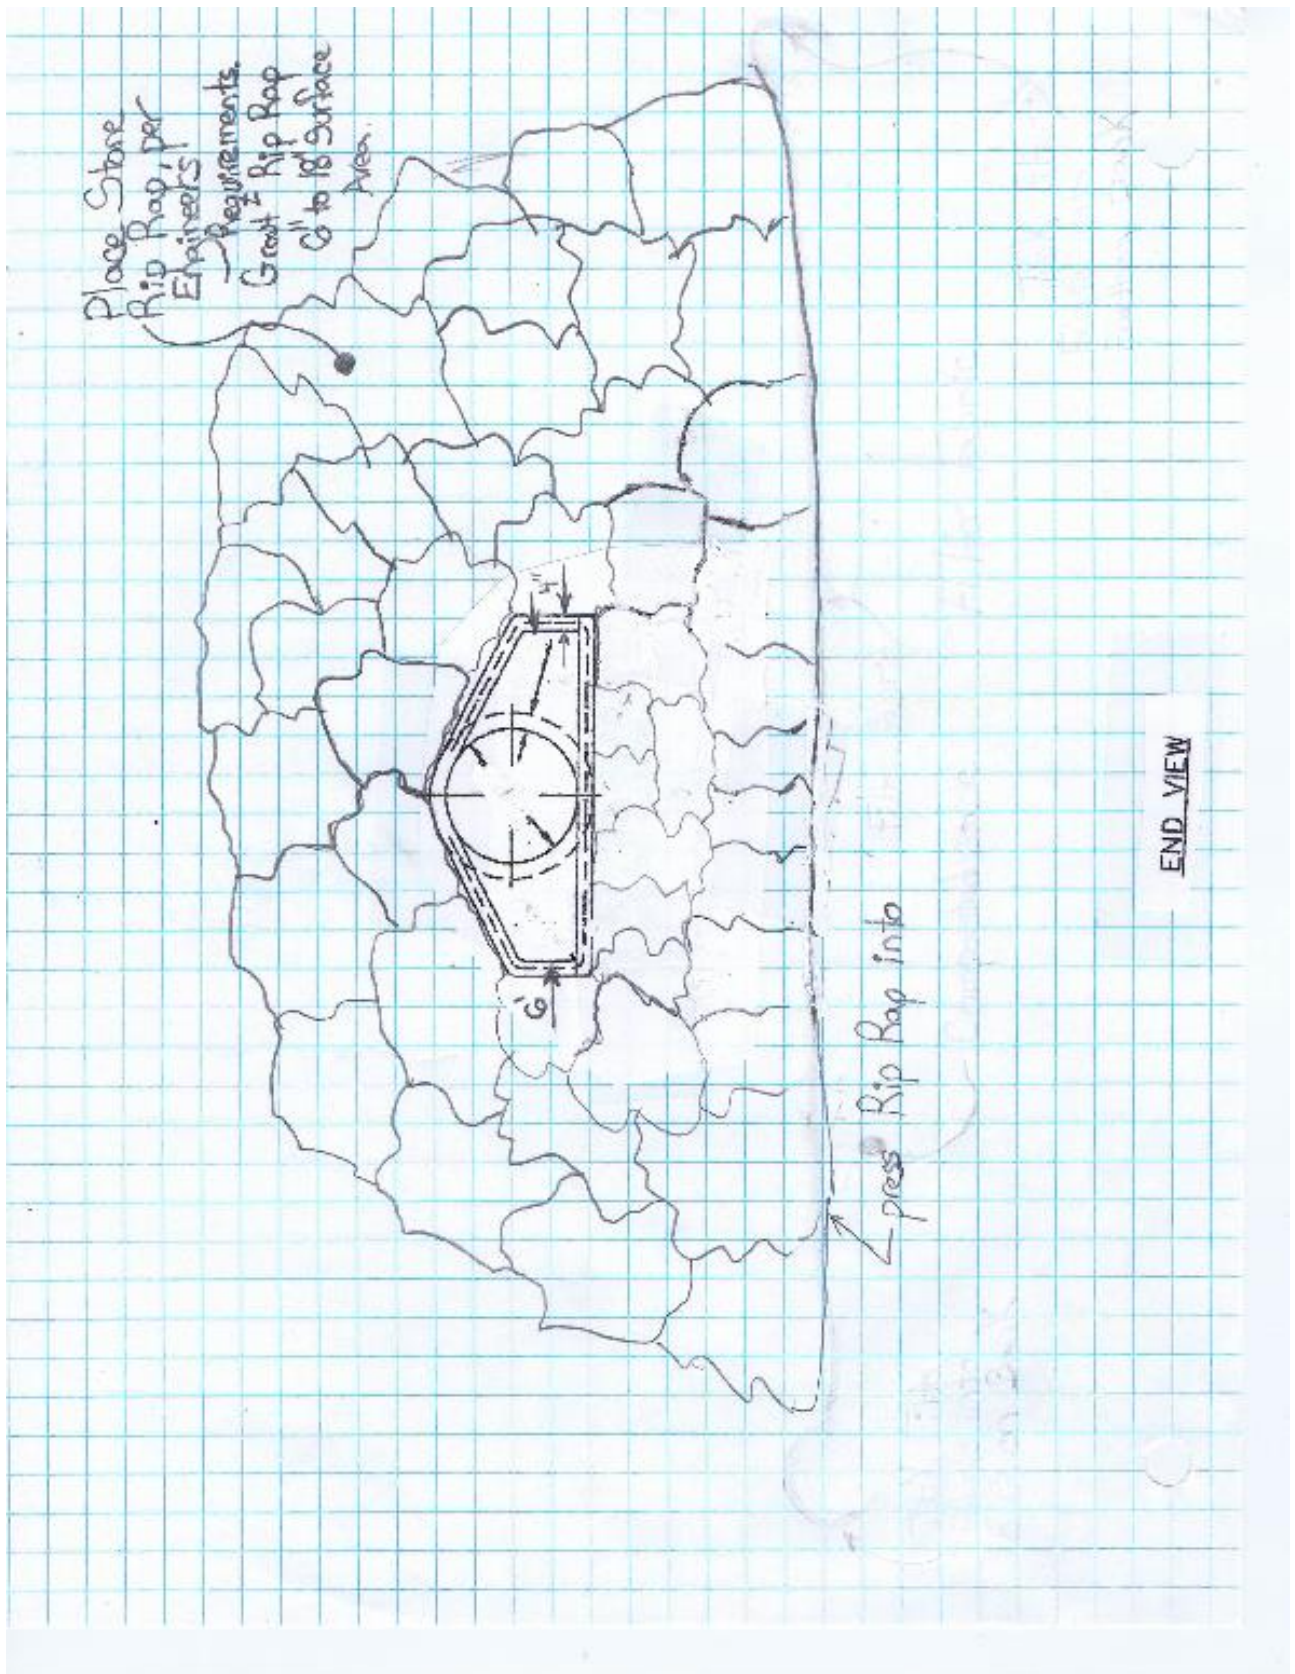 Place Stone
Rip Rap, per
Engineers
Requirements.
Grout Rip Rap
6" to 18" Surface
Area.
4"
6'
press Rip Rap into
END VIEW